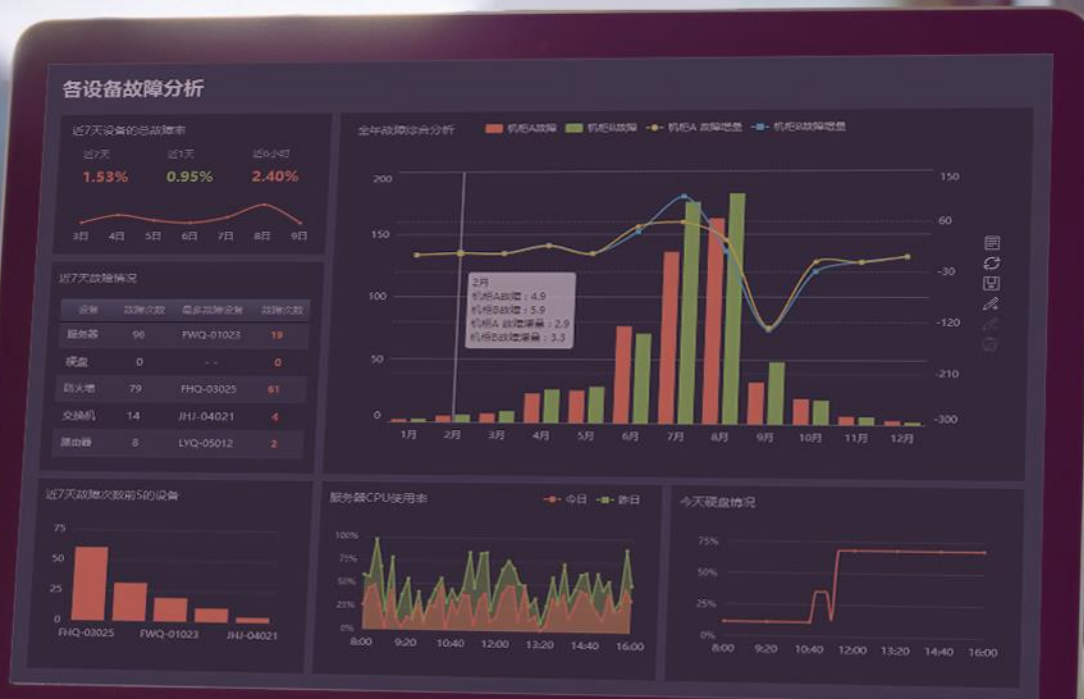 各设备故障分析
近7天设备的总故障率
近7天 近1天 近6小时
1.53% 0.95% 2.40%
3日 4日 5日 6日 7日 8日 9日
近7天故障情况
设备 故障次数 最多故障设备 故障次数
服务器 96 FWQ-01023 19
硬盘 0 - - 0
防火墙 79 FHQ-03025 61
交换机 14 JHJ-04021 4
路由器 8 LYQ-05012 2
全年故障综合分析 机柜A故障 机柜B故障 机柜A 故障增量 机柜B故障增量
200 150
150 60
100 -30
50 -120
0 -210
-300
2月
机柜A故障：4.9
机柜B故障：5.9
机柜A 故障增量：2.9
机柜B故障增量：3.3
1月 2月 3月 4月 5月 6月 7月 8月 9月 10月 11月 12月
近7天故障次数前5的设备
75
50
25
0
FHQ-03025 FWQ-01023 JHJ-04021
服务器CPU使用率 今日 昨日
100%
75%
50%
25%
0%
8:00 9:20 10:40 12:00 13:20 14:40 16:00
今天硬盘情况
75%
50%
25%
0%
8:00 9:20 10:40 12:00 13:20 14:40 16:00